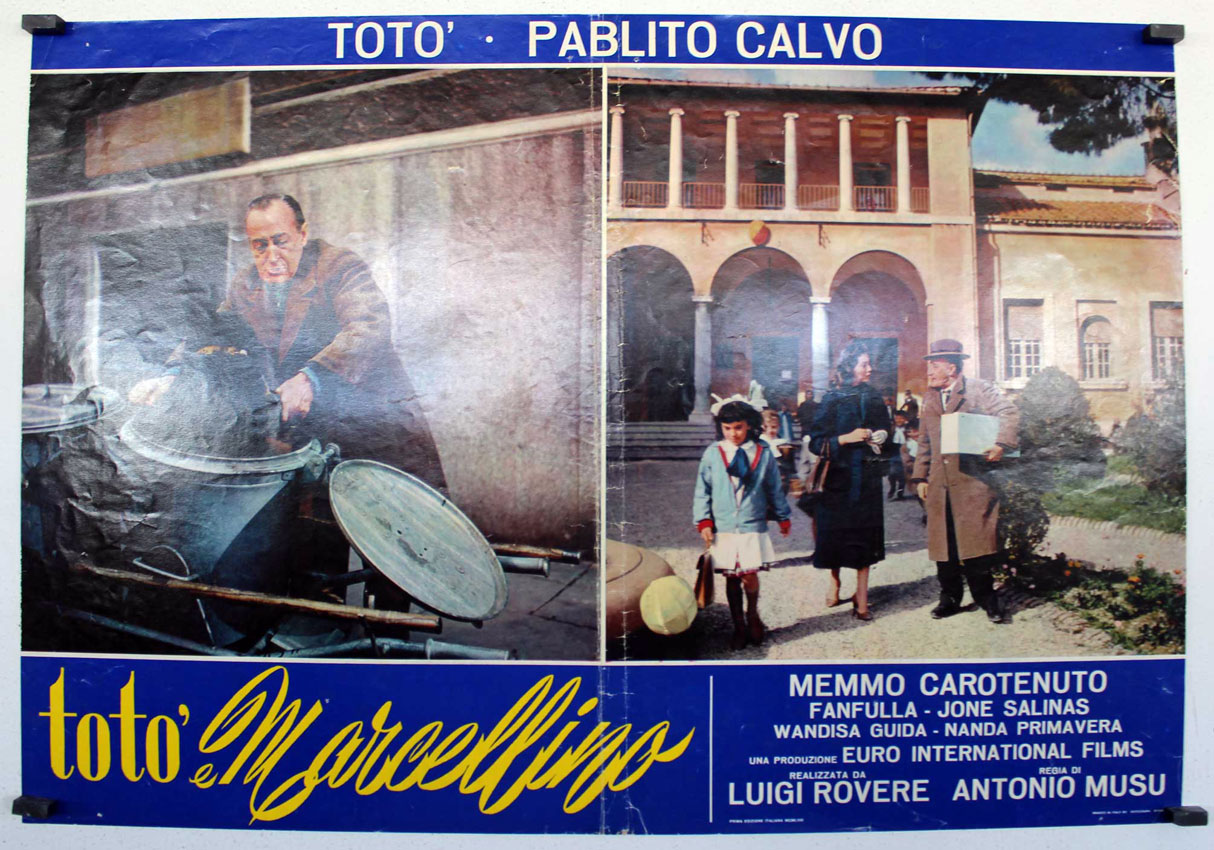 TOTO' · PABLITO CALVO
toto' e Marcellino
MEMMO CAROTENUTO
FANFULLA - JONE SALINAS
WANDISA GUIDA - NANDA PRIMAVERA
UNA PRODUZIONE EURO INTERNATIONAL FILMS
REALIZZATA DA
LUIGI ROVERE
REGIA DI
ANTONIO MUSU